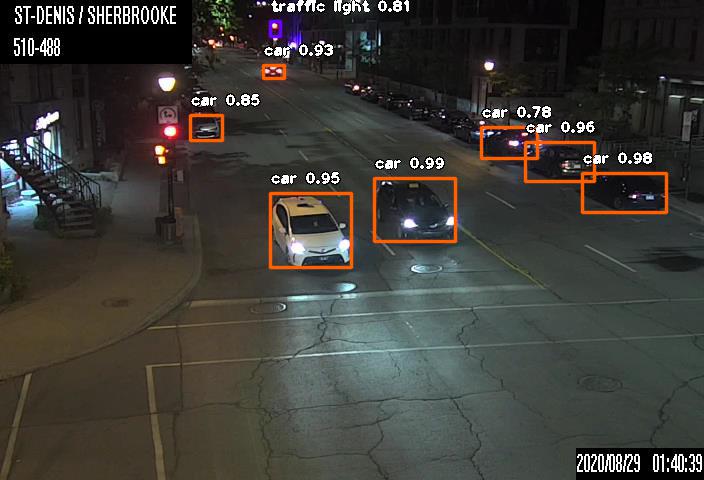 ST-DENIS / SHERBROOKE
510-488
traffic light 0.81
car 0.93
car 0.85
car 0.78
car 0.96
car 0.98
car 0.99
car 0.95
2020/08/29 01:40:39